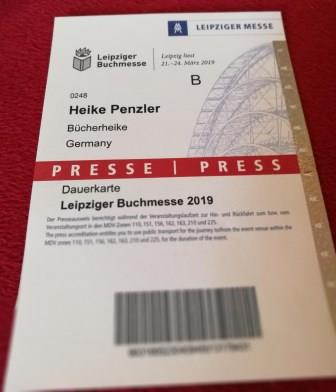 LEIPZIGER MESSE
Leipziger
Buchmesse
Leipzig liest
21.–24. März 2019
B
0248
Heike Penzler
Bücherheike
Germany
PRESSE | PRESS
Dauerkarte
Leipziger Buchmesse 2019
Der Presseausweis berechtigt während der Veranstaltungslaufzeit zur Hin- und Rückfahrt zum bzw. vom
Veranstaltungsort in den MDV-Zonen 110, 151, 156, 162, 163, 210 und 225.
The press accreditation entitles you to use public transport for the journey to/from the event venue within the
MDV zones 110, 151, 156, 162, 163, 210 und 225, for the duration of the event.